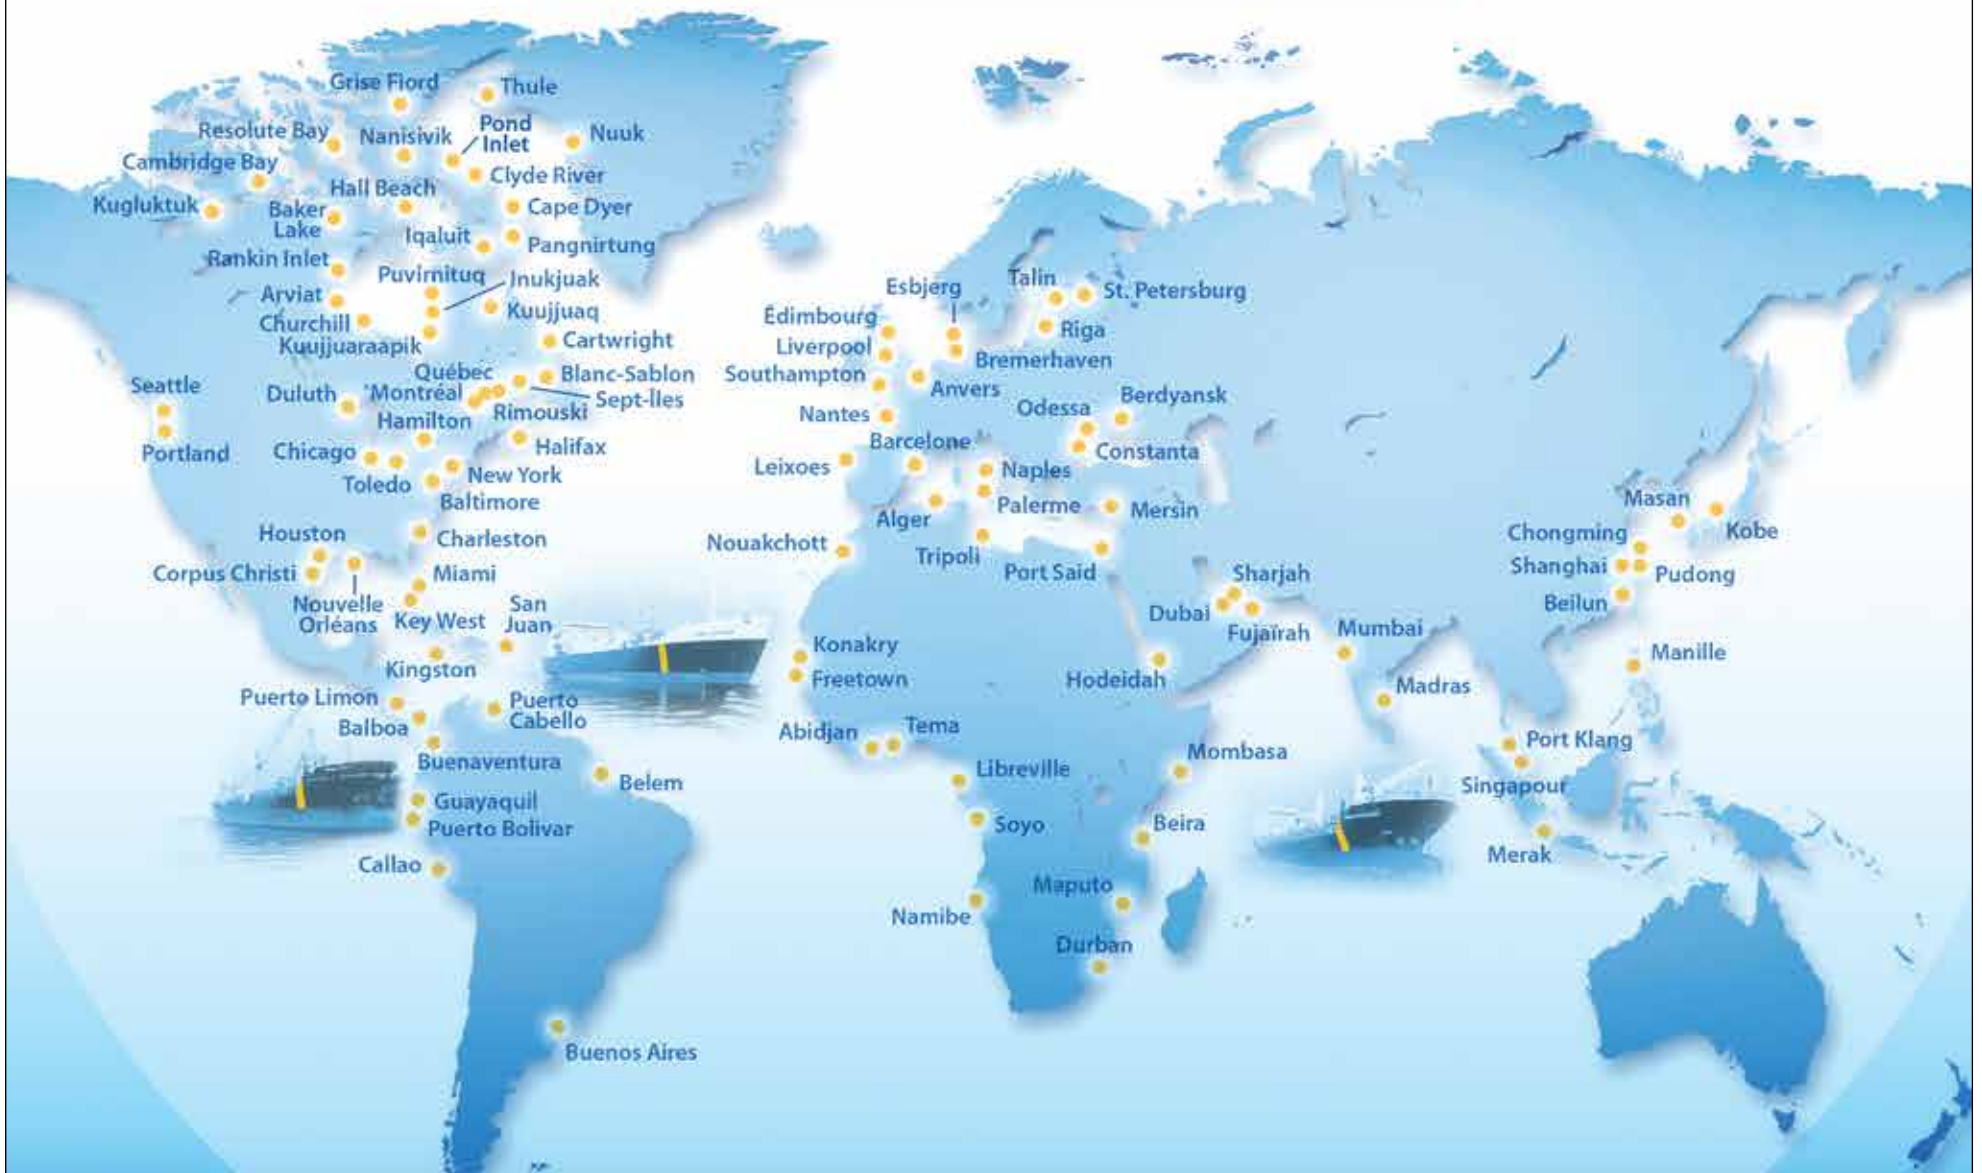 Grise Fiord
Thule
Resolute Bay
Nanisivik
Pond
Inlet
Nuuk
Cambridge Bay
Clyde River
Hall Beach
Kugluktuk
Baker
Lake
Cape Dyer
Iqaluit
Pangnirtung
Rankin Inlet
Puvirnituq
Inukjuak
Arviat
Kuujjuaq
Churchill
Kuujjuaraapik
Cartwright
Québec
Blanc-Sablon
Seattle
Duluth
Montréal
Sept-Iles
Hamilton
Rimouski
Portland
Chicago
Halifax
Toledo
New York
Baltimore
Houston
Charleston
Corpus Christi
Miami
Nouvelle
Orléans
Key West
San
Juan
Kingston
Puerto Limon
Puerto
Cabello
Balboa
Buenaventura
Belem
Guayaquil
Puerto Bolivar
Callao
Buenos Aires
Esbjerg
Talin
St. Petersburg
Edimbourg
Riga
Liverpool
Bremerhaven
Southampton
Anvers
Berdyansk
Nantes
Odessa
Barcelone
Constanta
Leixoes
Naples
Palerme
Mersin
Alger
Nouakchott
Tripoli
Port Said
Sharjah
Dubai
Fujaïrah
Mumbai
Konakry
Freetown
Hodeidah
Madras
Abidjan
Tema
Mombasa
Libreville
Soyo
Beira
Maputo
Namibe
Durban
Masan
Chongming
Kobe
Shanghai
Pudong
Beilun
Manille
Port Klang
Singapour
Merak